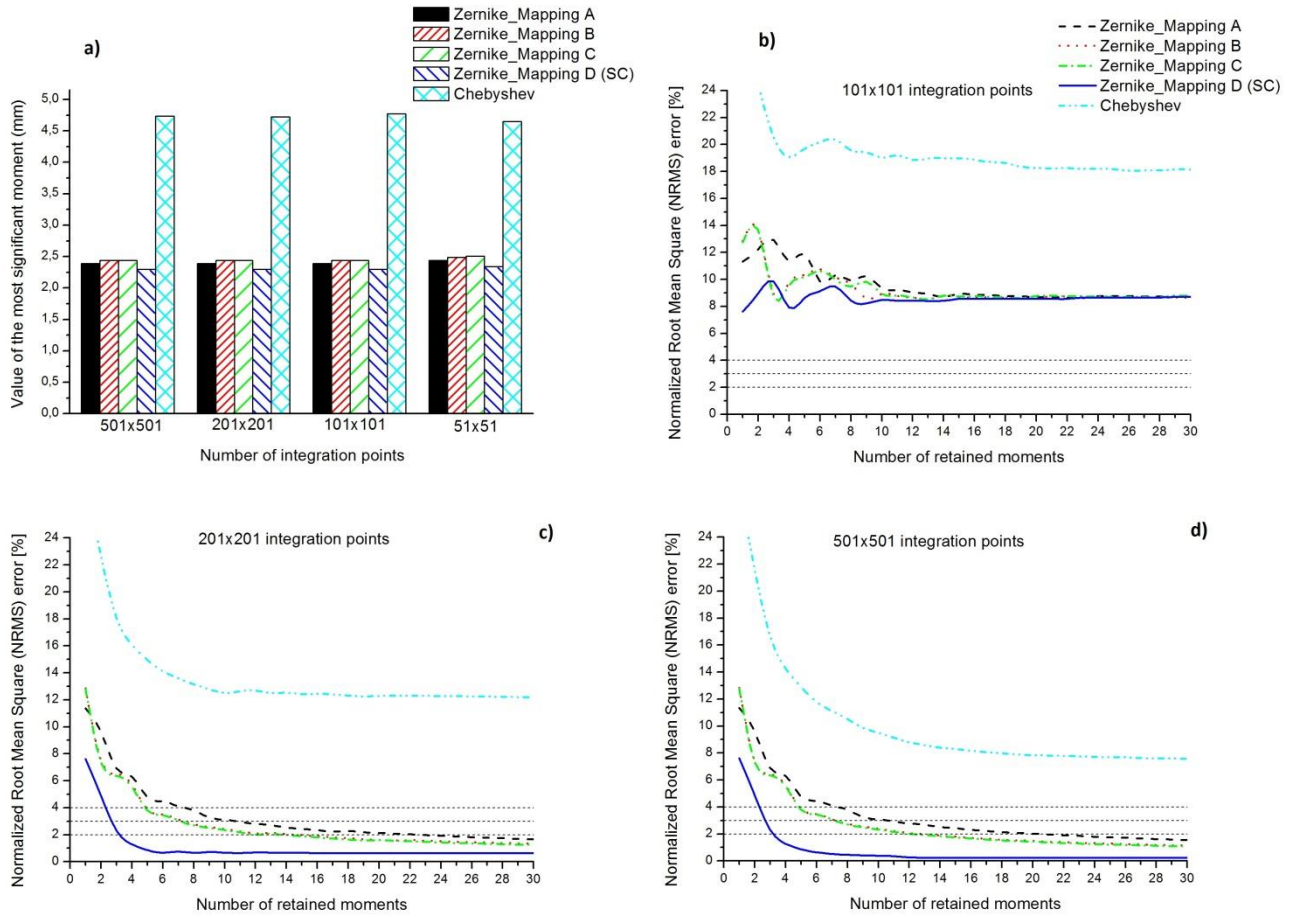 a)
Zernike_Mapping A
Zernike_Mapping B
Zernike_Mapping C
Zernike_Mapping D (SC)
Chebyshev
Value of the most significant moment (mm)
5,0
4,5
4,0
3,5
3,0
2,5
2,0
1,5
1,0
0,5
0,0
501x501
201x201
101x101
51x51
Number of integration points
b)
Zernike_Mapping A
Zernike_Mapping B
Zernike_Mapping C
Zernike_Mapping D (SC)
Chebyshev
101x101 integration points
Normalized Root Mean Square (NRMS) error [%]
24
22
20
18
16
14
12
10
8
6
4
2
0
0 2 4 6 8 10 12 14 16 18 20 22 24 26 28 30
Number of retained moments
c)
201x201 integration points
Normalized Root Mean Square (NRMS) error [%]
24
22
20
18
16
14
12
10
8
6
4
2
0
0 2 4 6 8 10 12 14 16 18 20 22 24 26 28 30
Number of retained moments
d)
501x501 integration points
Normalized Root Mean Square (NRMS) error [%]
24
22
20
18
16
14
12
10
8
6
4
2
0
0 2 4 6 8 10 12 14 16 18 20 22 24 26 28 30
Number of retained moments